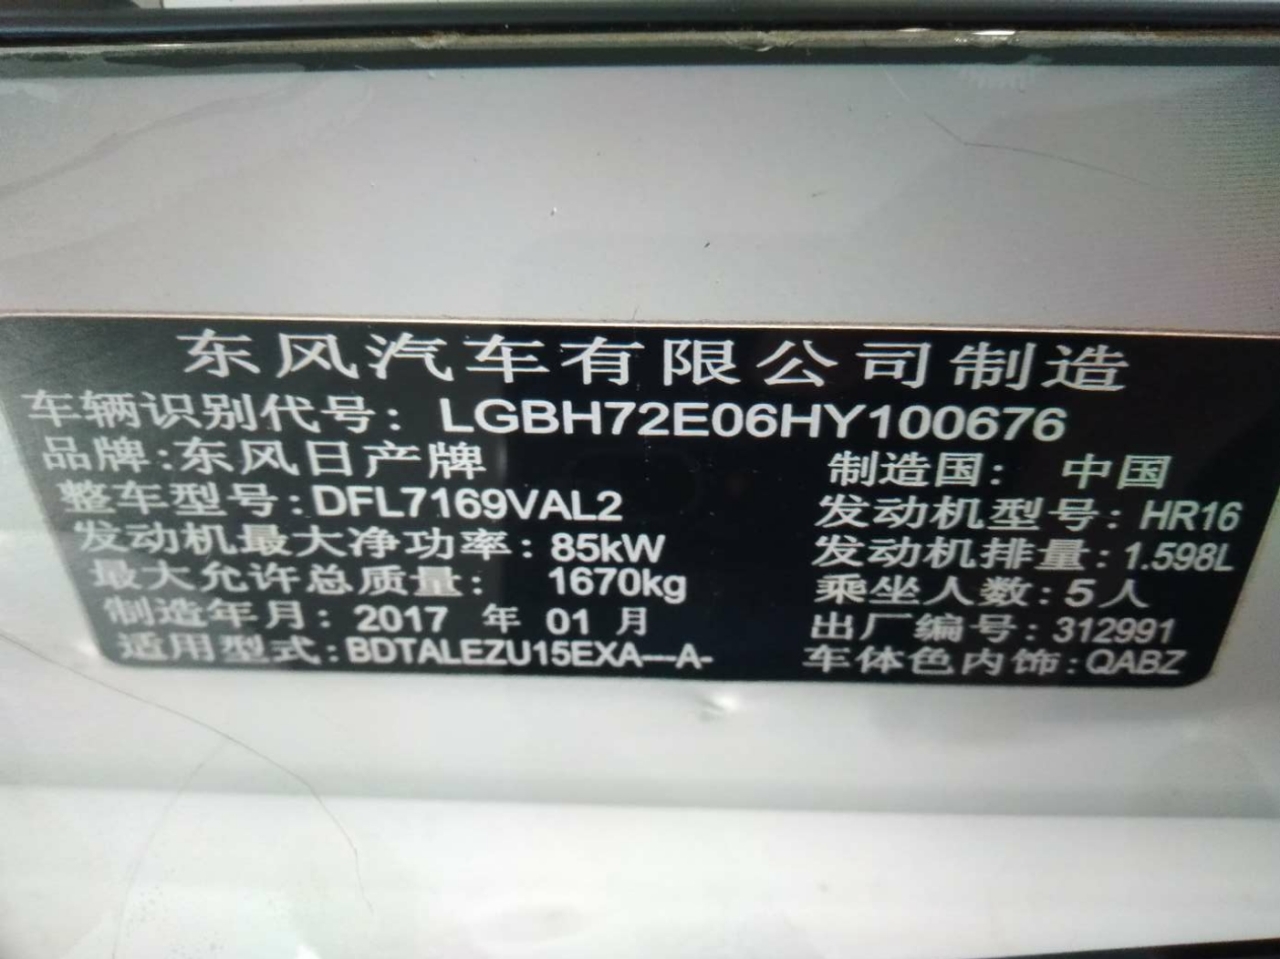 东风汽车有限公司制造
车辆识别代号: LGBH72E06HY100676
品牌:东风日产牌 制造国: 中国
整车型号:DFL7169VAL2 发动机型号:HR16
发动机最大净功率:85kW 发动机排量:1.598L
最大允许总质量: 1670kg 乘坐人数:5人
制造年月: 2017 年 01 月 出厂编号:312991
适用型式:BDTALEZU15EXA—A- 车体色内饰:QABZ